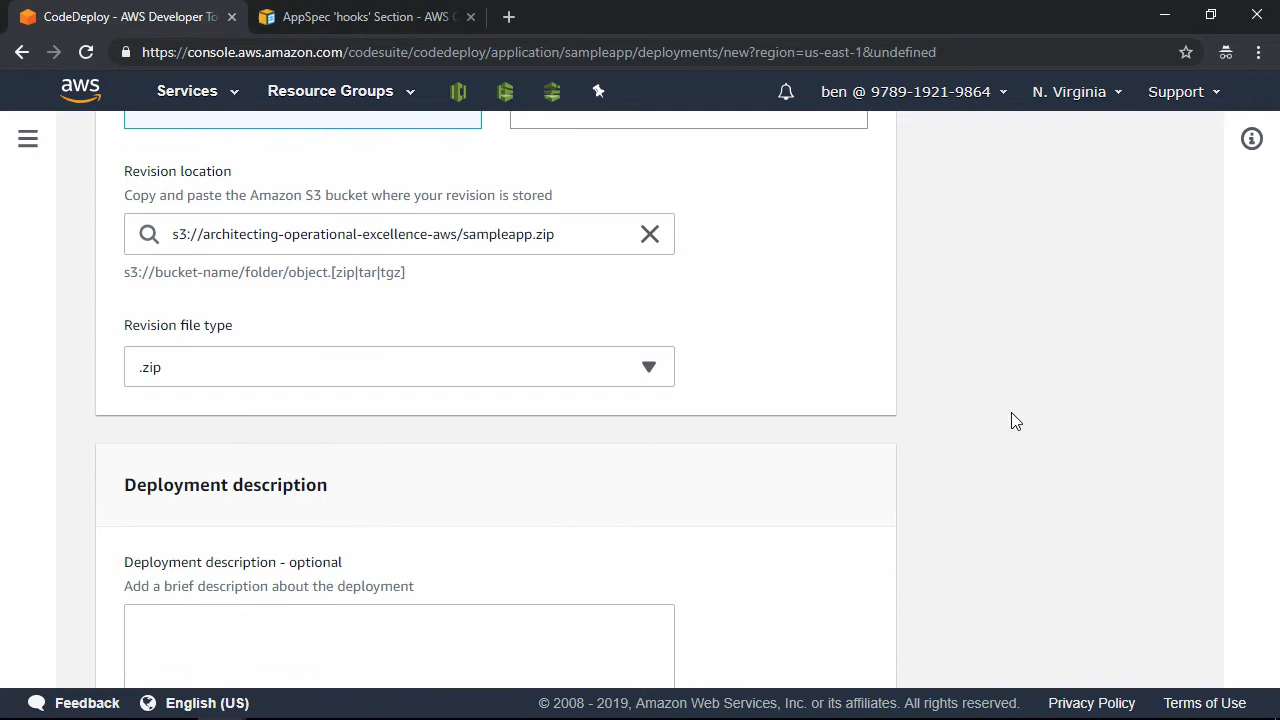 CodeDeploy - AWS Developer To
AppSpec 'hooks' Section - AWS C
https://console.aws.amazon.com/codesuite/codedeploy/application/sampleapp/deployments/new?region=us-east-1&undefined
aws
Services
Resource Groups
ben @ 9789-1921-9864
N. Virginia
Support
Revision location
Copy and paste the Amazon S3 bucket where your revision is stored
s3://architecting-operational-excellence-aws/sampleapp.zip
s3://bucket-name/folder/object.[zip|tar|tgz]
Revision file type
.zip
Deployment description
Deployment description - optional
Add a brief description about the deployment
Feedback
English (US)
© 2008 - 2019, Amazon Web Services, Inc. or its affiliates. All rights reserved.
Privacy Policy
Terms of Use